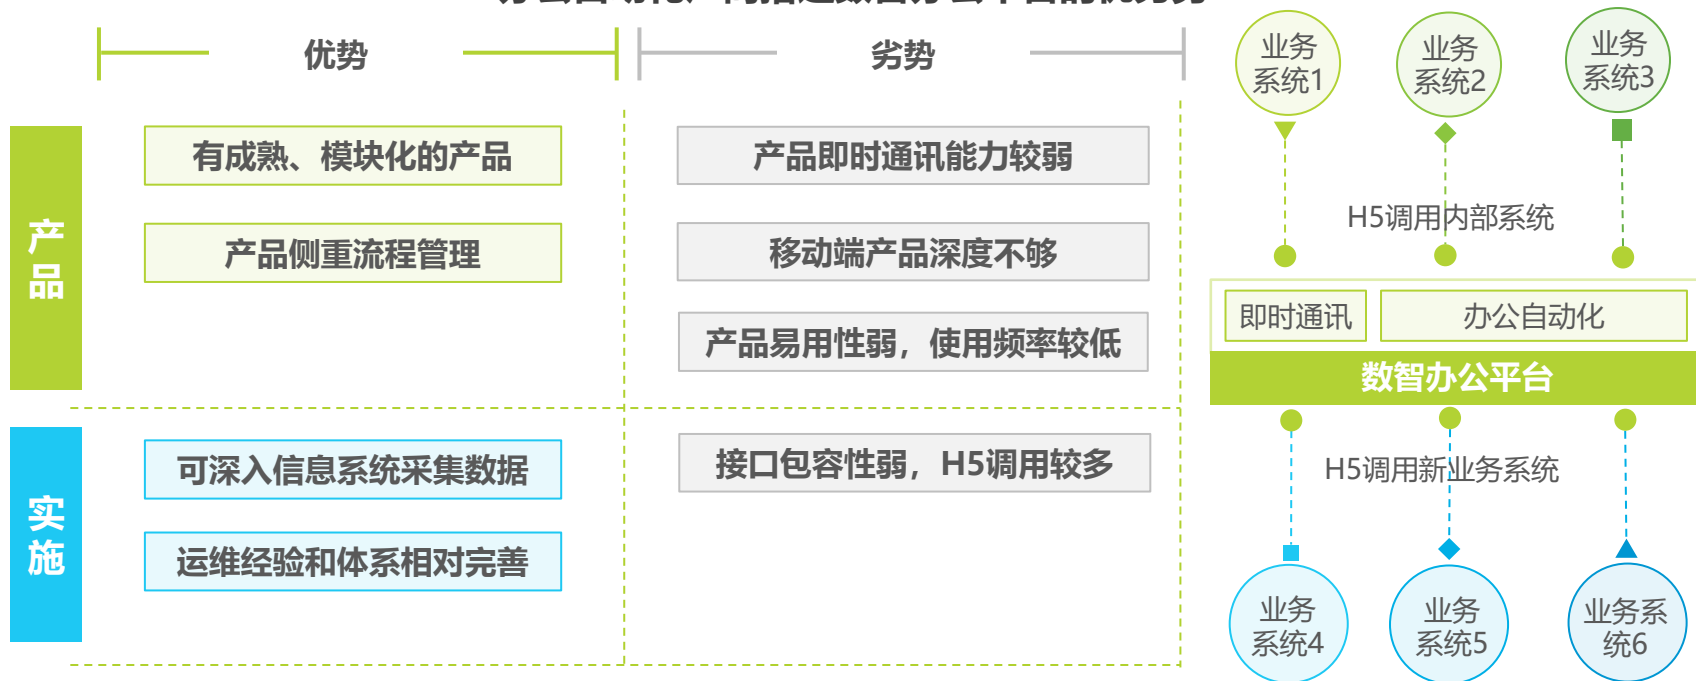 优势
劣势
产品
有成熟、模块化的产品
产品侧重流程管理
产品即时通讯能力较弱
移动端产品深度不够
产品易用性弱，使用频率较低
实施
可深入信息系统采集数据
运维经验和体系相对完善
接口包容性弱，H5调用较多
业务
系统1
业务
系统2
业务
系统3
H5调用内部系统
即时通讯
办公自动化
数智办公平台
H5调用新业务系统
业务
系统4
业务
系统5
业务系
统6